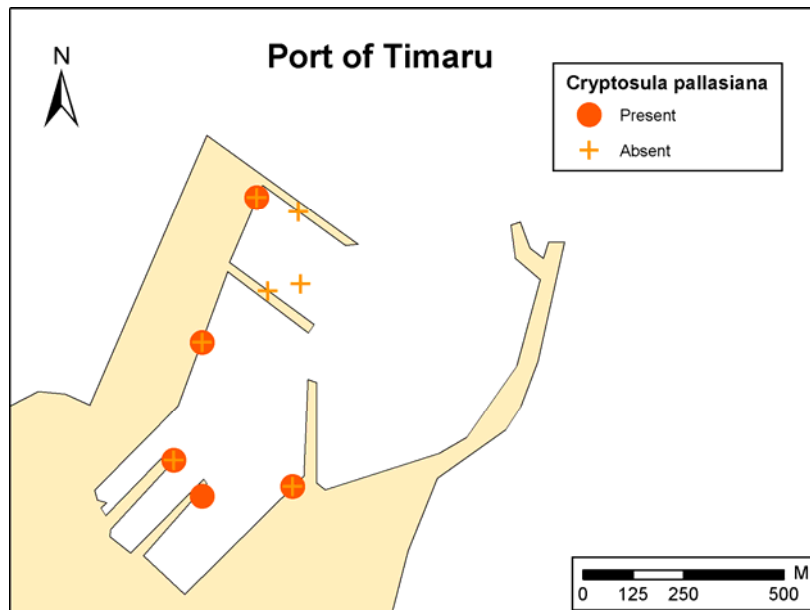 Port of Timaru
N
Cryptosula pallasiana
Present
Absent
M
0 125 250 500